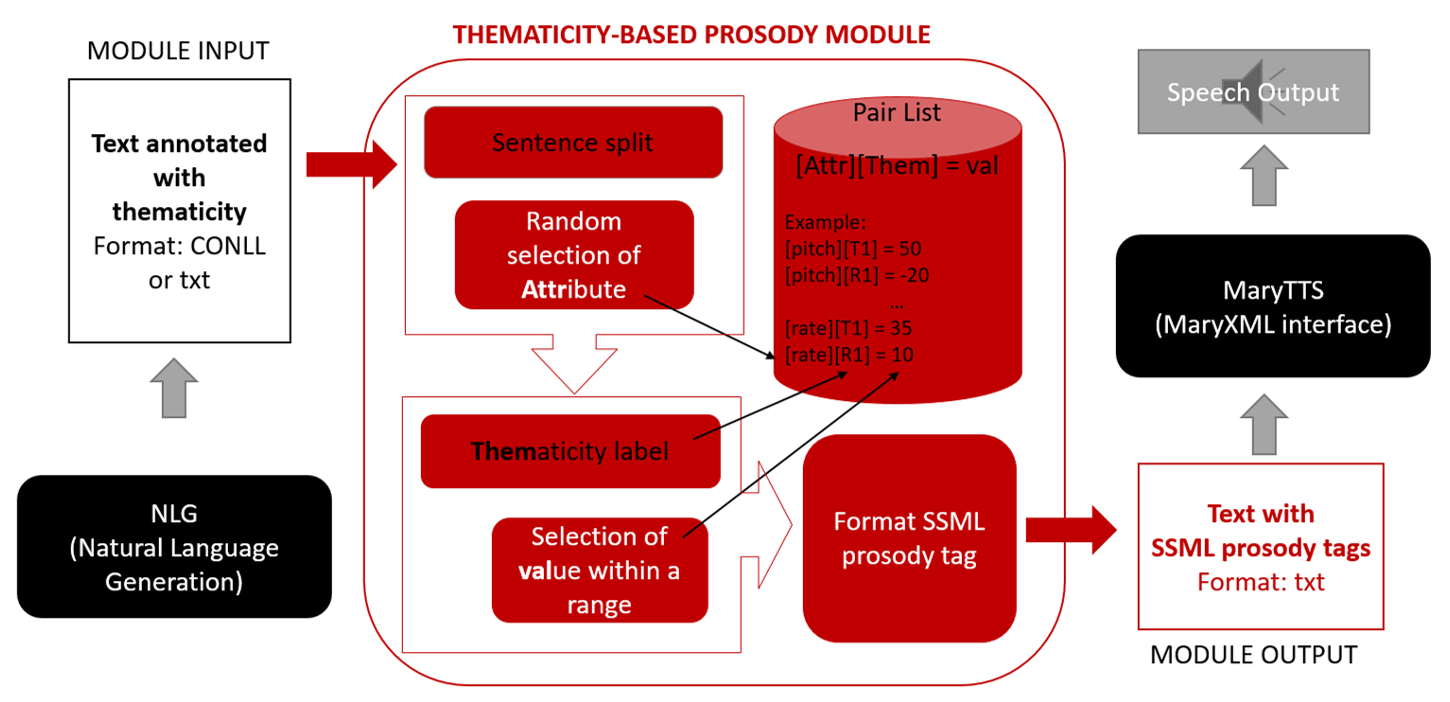 MODULE INPUT
Text annotated
with
thematicity
Format: CONLL
or txt
NLG
(Natural Language
Generation)
THEMATICITY-BASED PROSODY MODULE
Sentence split
Random
selection of
Attribute
Pair List
[Attr][Them] = val
Example:
[pitch][T1] = 50
[pitch][R1] = -20
...
[rate][T1] = 35
[rate][R1] = 10
Thematicity label
Selection of
value within a
range
Format SSML
prosody tag
Speech Output
MaryTTS
(MaryXML interface)
Text with
SSML prosody tags
Format: txt
MODULE OUTPUT